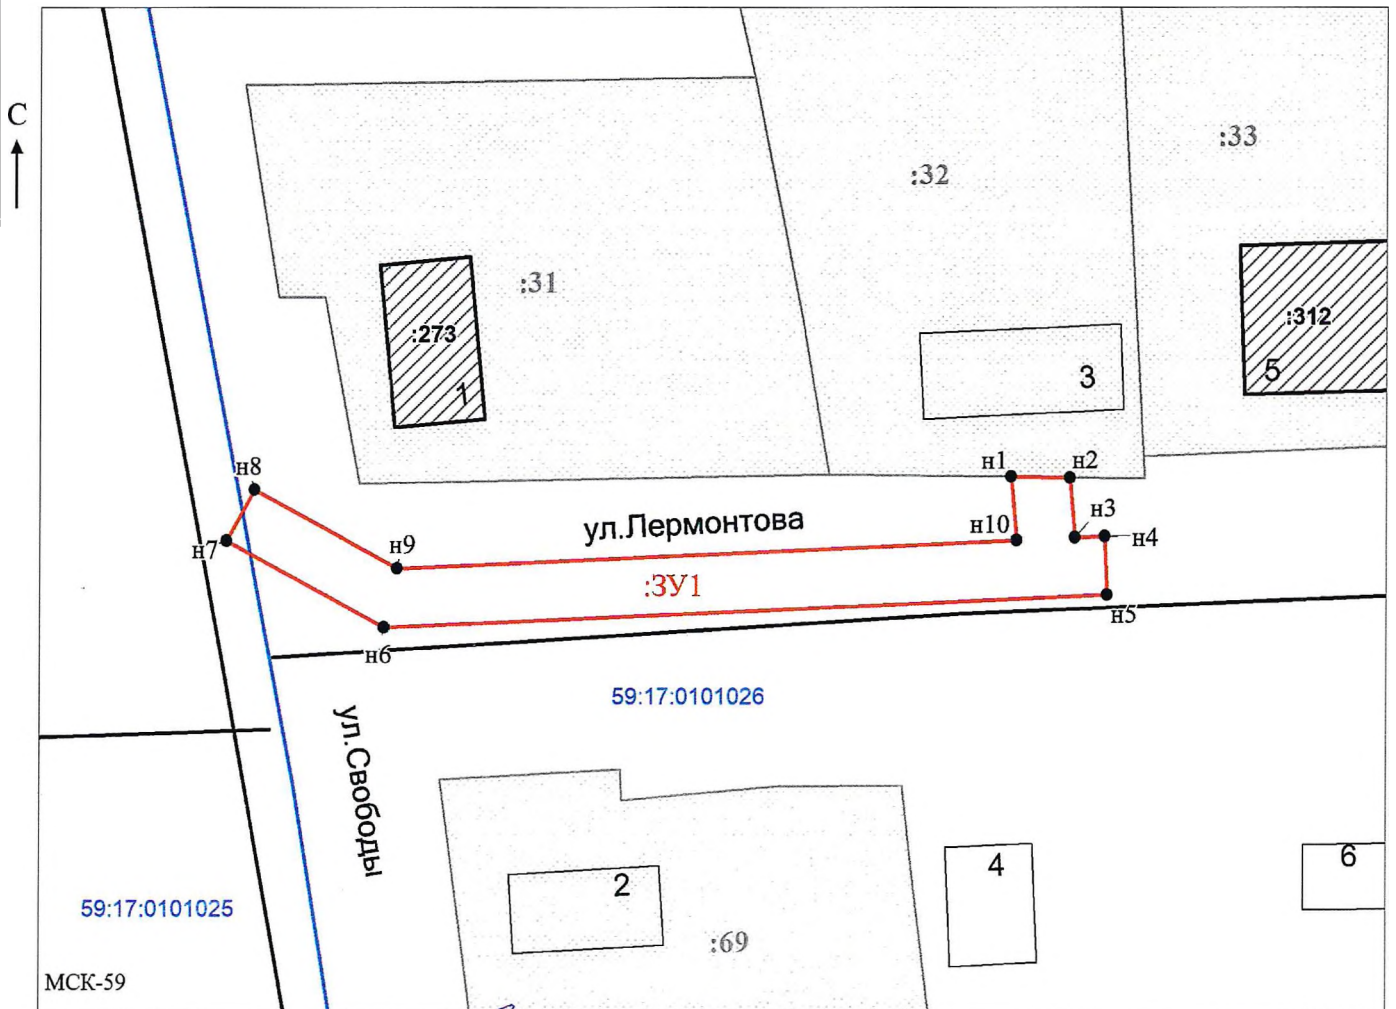 С
:33
:32
:31
:273
:312
1
3
5
н8
н1
н2
н3
н10
н4
н7
н9
ул.Лермонтова
:ЗУ1
н5
н6
59:17:0101026
ул.Свободы
2
4
6
59:17:0101025
:69
МСК-59